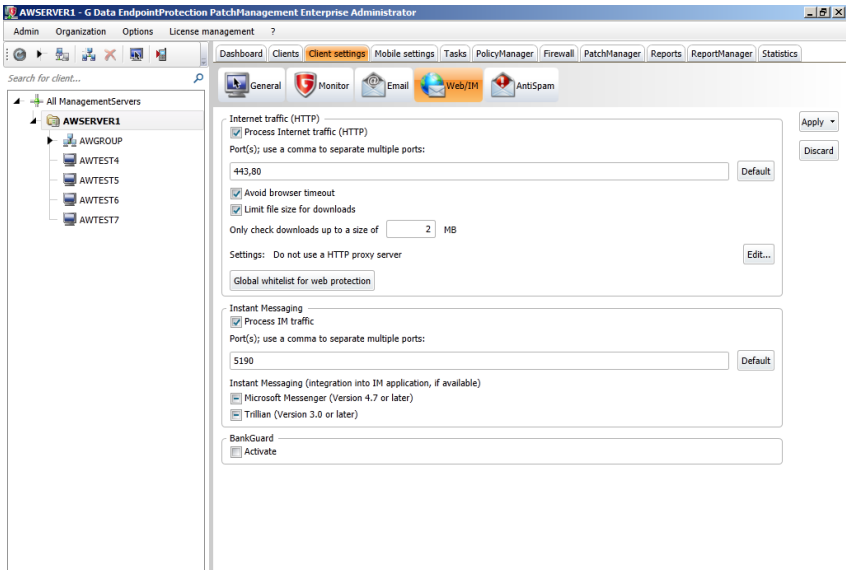 AWSERVER1 - G Data EndpointProtection PatchManagement Enterprise Administrator
Admin Organization Options License management ?
Dashboard Clients Client settings Mobile settings Tasks PolicyManager Firewall PatchManager Reports ReportManager Statistics
Search for client...
General Monitor Email Web/IM AntiSpam
All ManagementServers
AWSERVER1
AWGROUP
AWTEST4
AWTEST5
AWTEST6
AWTEST7
Internet traffic (HTTP)
Process Internet traffic (HTTP)
Port(s); use a comma to separate multiple ports:
443,80 Default
Avoid browser timeout
Limit file size for downloads
Only check downloads up to a size of 2 MB
Settings: Do not use a HTTP proxy server Edit...
Global whitelist for web protection
Instant Messaging
Process IM traffic
Port(s); use a comma to separate multiple ports:
5190 Default
Instant Messaging (integration into IM application, if available)
Microsoft Messenger (Version 4.7 or later)
Trillian (Version 3.0 or later)
BankGuard
Activate
Apply
Discard